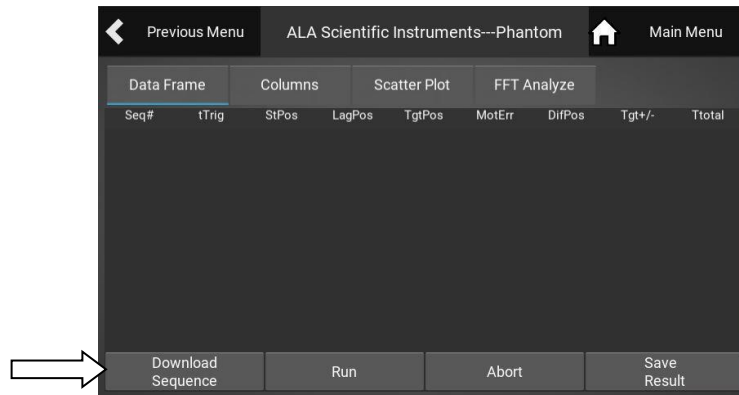 Previous Menu ALA Scientific Instruments---Phantom Main Menu
Data Frame Columns Scatter Plot FFT Analyze
Seq# tTrig StPos LagPos TgtPos MotErr DifPos Tgt+/- Ttotal
Download Sequence Run Abort Save Result